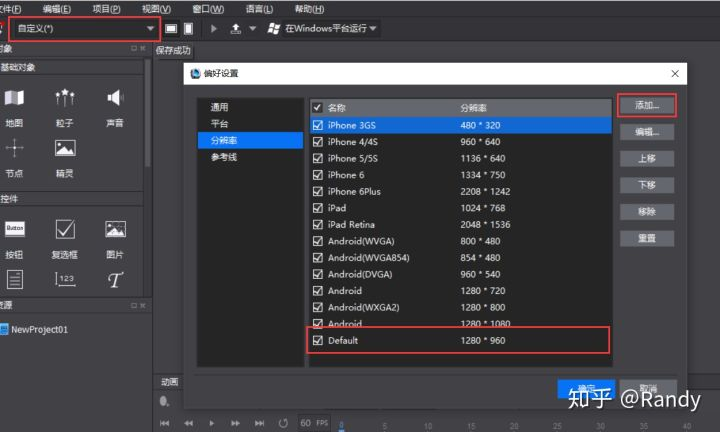 文件(F) 编辑(E) 项目(P) 视图(V) 窗口(W) 语言(L) 帮助(H)
自定义(*) 在Windows平台运行
对象 保存成功
基础对象
地图 粒子 声音
节点 精灵
控件
Button
按钮 复选框 图片
123 T
资源
NewProject01
偏好设置
通用
平台
分辨率
参考线
名称 分辨率
iPhone 3GS 480 * 320
iPhone 4/4S 960 * 640
iPhone 5/5S 1136 * 640
iPhone 6 1334 * 750
iPhone 6Plus 2208 * 1242
iPad 1024 * 768
iPad Retina 2048 * 1536
Android(WVGA) 800 * 480
Android(WVGA854) 854 * 480
Android(DVGA) 960 * 540
Android 1280 * 720
Android(WXGA2) 1280 * 800
Android 1280 * 1080
Default 1280 * 960
添加...
编辑...
上移
下移
移除
重置
确定 取消
动画
60 FPS 0 5 10 15 20 25 30 35 40
知乎 @Randy